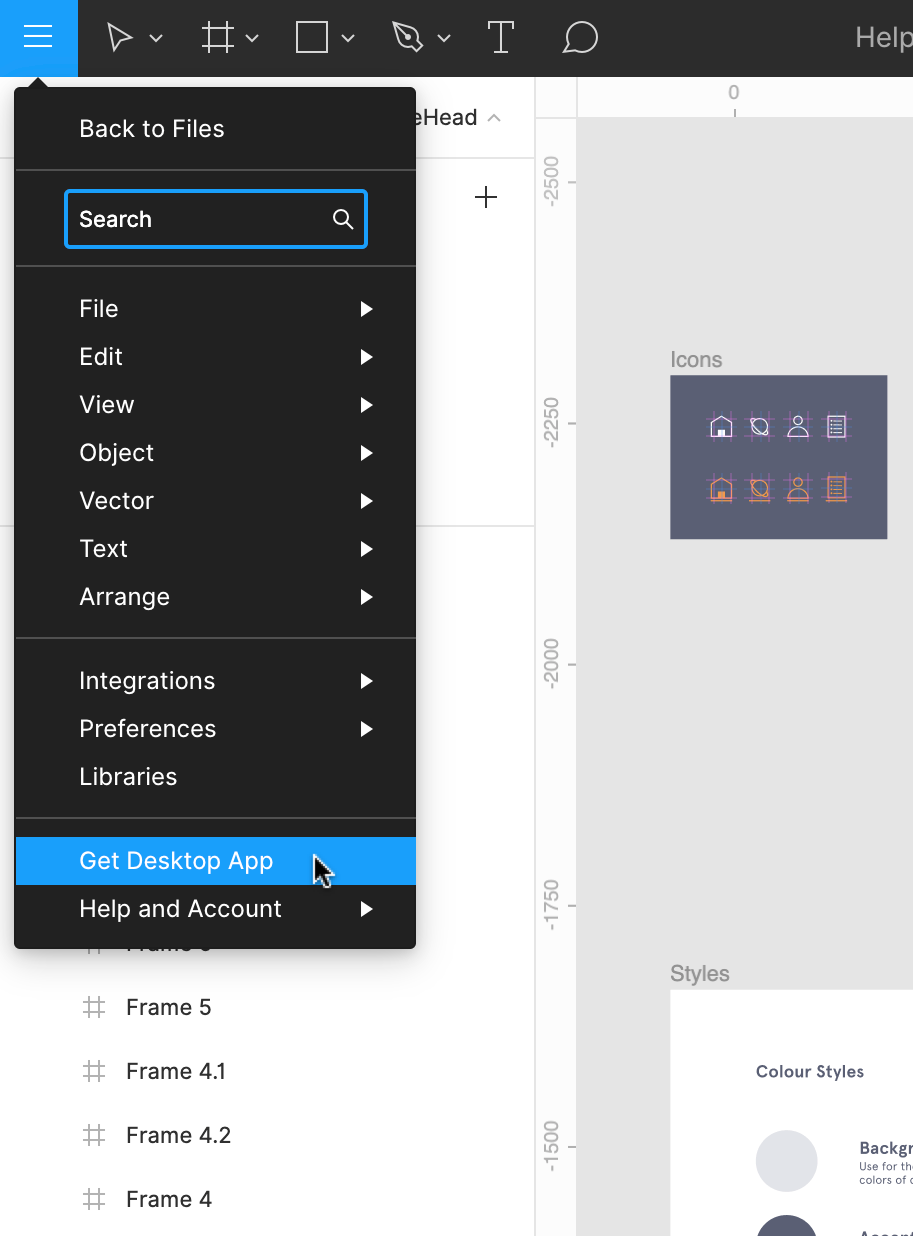 Help
Back to Files
Head
Search
File
Edit
View
Object
Vector
Text
Arrange
Integrations
Preferences
Libraries
Get Desktop App
Help and Account
Frame 5
Frame 4.1
Frame 4.2
Frame 4
0
-2500
-2250
-2000
-1750
-1500
Icons
Styles
Colour Styles
Backgr
Use for the
colors of